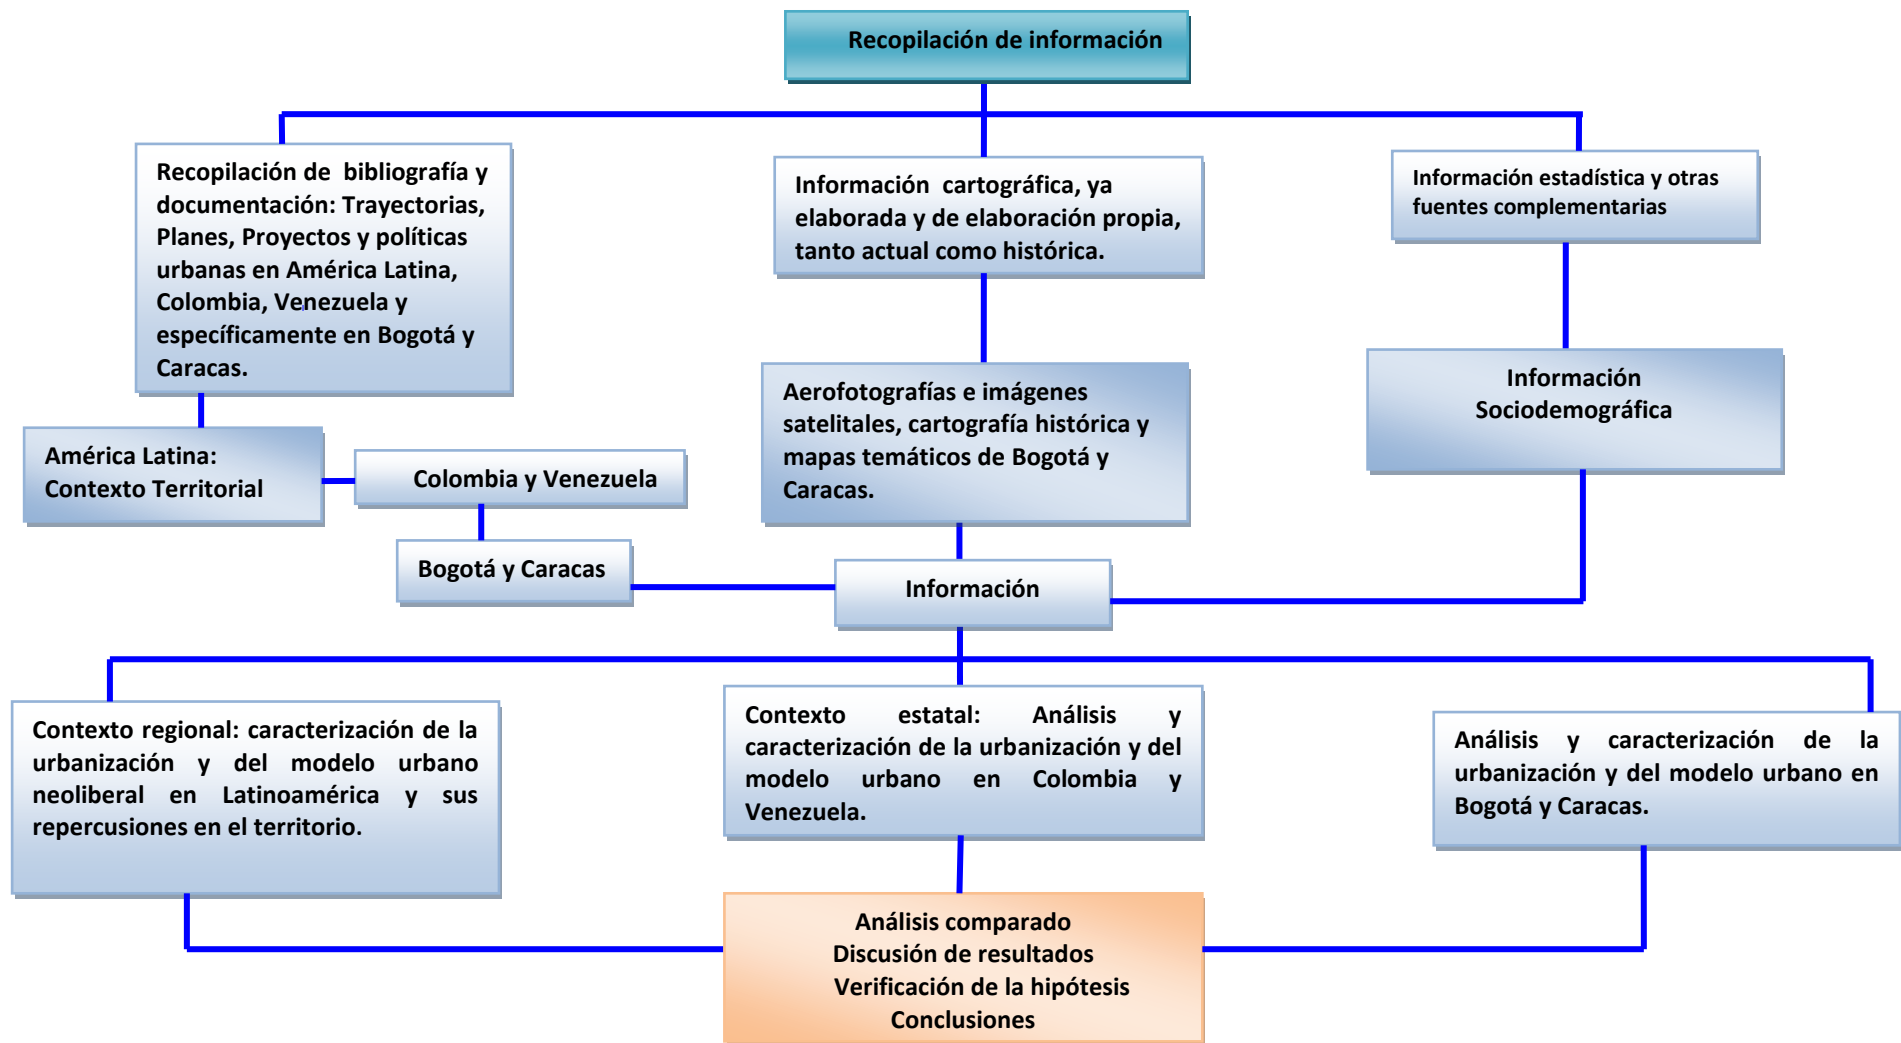 Recopilación de información
Recopilación de bibliografía y
documentación: Trayectorias,
Planes, Proyectos y políticas
urbanas en América Latina,
Colombia, Venezuela y
específicamente en Bogotá y
Caracas.
Información cartográfica, ya
elaborada y de elaboración propia,
tanto actual como histórica.
Información estadística y otras
fuentes complementarias
Aerofotografías e imágenes
satelitales, cartografía histórica y
mapas temáticos de Bogotá y
Caracas.
Información
Sociodemográfica
América Latina:
Contexto Territorial
Colombia y Venezuela
Bogotá y Caracas
Información
Contexto regional: caracterización de la
urbanización y del modelo urbano
neoliberal en Latinoamérica y sus
repercusiones en el territorio.
Contexto estatal: Análisis y
caracterización de la urbanización y del
modelo urbano en Colombia y
Venezuela.
Análisis y caracterización de la
urbanización y del modelo urbano en
Bogotá y Caracas.
Análisis comparado
Discusión de resultados
Verificación de la hipótesis
Conclusiones